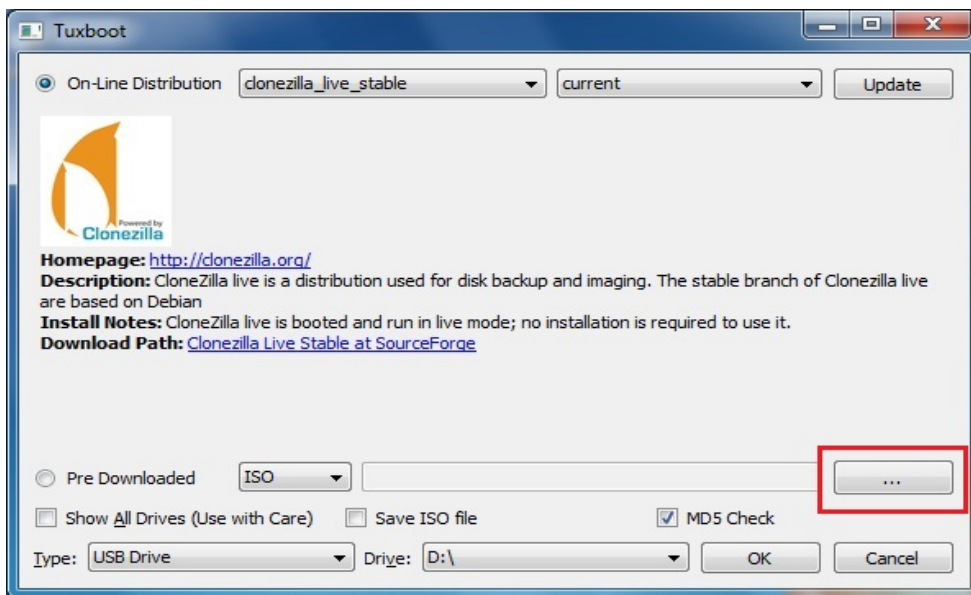 Tuxboot
On-Line Distribution clonezilla_live_stable current Update
Powered by
Clonezilla
Homepage: http://clonezilla.org/
Description: CloneZilla live is a distribution used for disk backup and imaging. The stable branch of Clonezilla live
are based on Debian
Install Notes: CloneZilla live is booted and run in live mode; no installation is required to use it.
Download Path: Clonezilla Live Stable at SourceForge
Pre Downloaded ISO ...
Show All Drives (Use with Care) Save ISO file MD5 Check
Type: USB Drive Drive: D:\ OK Cancel